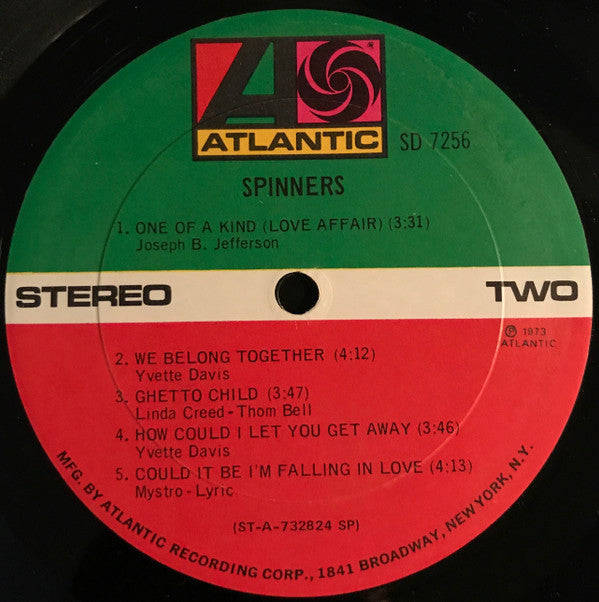 ATLANTIC
SD 7256
SPINNERS
1. ONE OF A KIND (LOVE AFFAIR) (3:31)
Joseph B. Jefferson
STEREO
TWO
℗ 1973
ATLANTIC
2. WE BELONG TOGETHER (4:12)
Yvette Davis
3. GHETTO CHILD (3:47)
Linda Creed-Thom Bell
4. HOW COULD I LET YOU GET AWAY (3:46)
Yvette Davis
5. COULD IT BE I'M FALLING IN LOVE (4:13)
Mystro-Lyric
(ST-A-732824 SP)
MFG. BY ATLANTIC RECORDING CORP., 1841 BROADWAY, NEW YORK, N.Y.